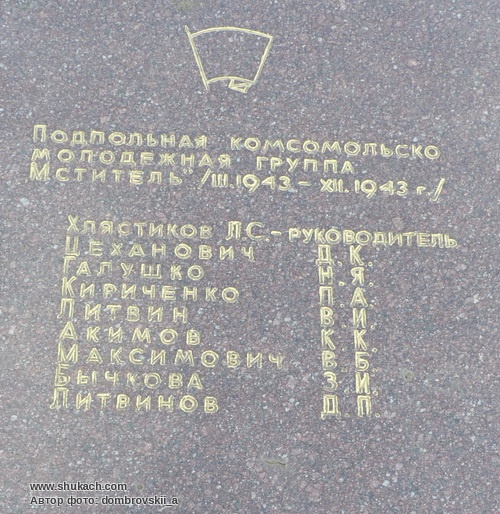 Подпольная комсомольско
молодежная группа
Мститель" /III.1943 - XII.1943 г./
Хлястиков Л.С. - руководитель
Цеханович Д.К.
Галушко Н.Я.
Кириченко П.А.
Литвин В.И.
Акимов К.К.
Максимович В.Б.
Бычкова З.И
Литвинов Д П
www.shukach.com
Автор фото: dombrovskii_a